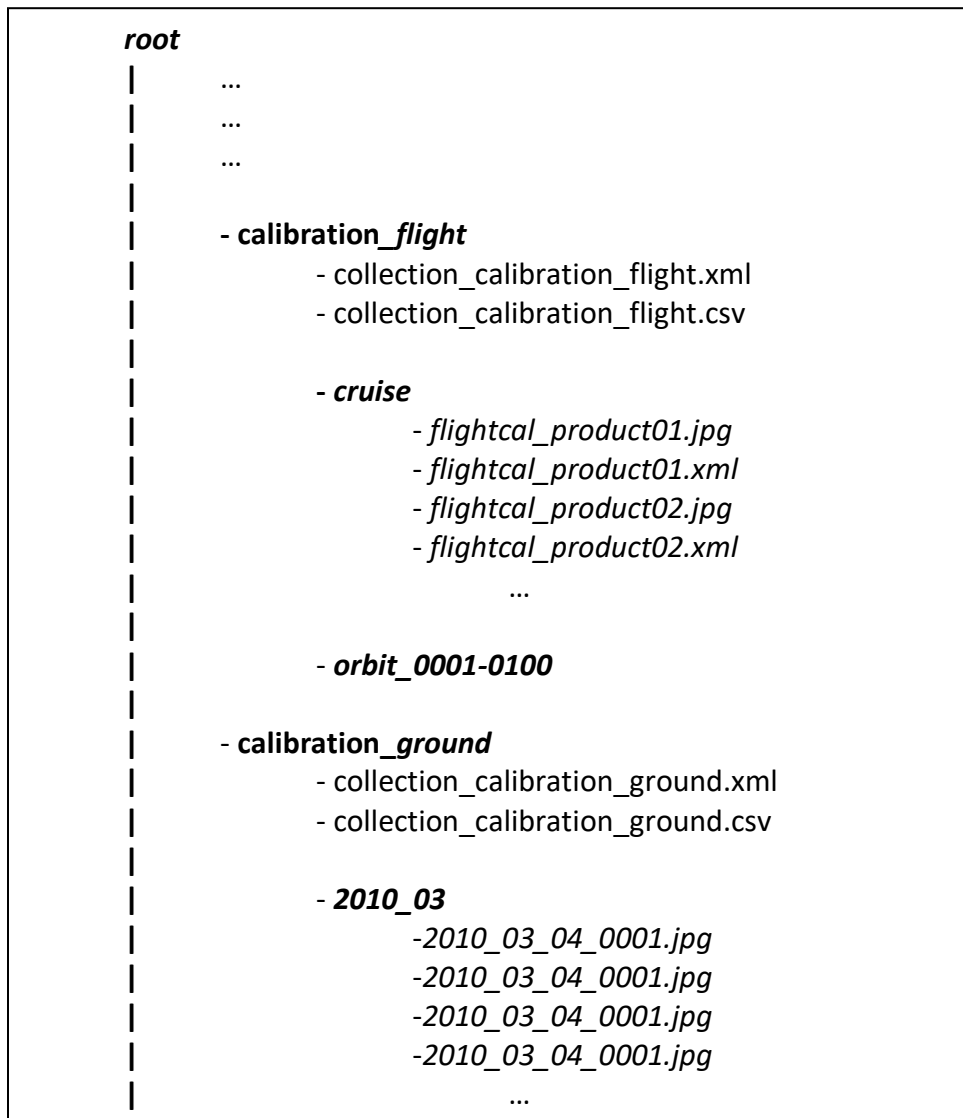 root
| ...
| ...
| ...
|
| - calibration_flight
| - collection_calibration_flight.xml
| - collection_calibration_flight.csv
|
| - cruise
| - flightcal_product01.jpg
| - flightcal_product01.xml
| - flightcal_product02.jpg
| - flightcal_product02.xml
| ...
|
| - orbit_0001-0100
|
| - calibration_ground
| - collection_calibration_ground.xml
| - collection_calibration_ground.csv
|
| - 2010_03
| -2010_03_04_0001.jpg
| -2010_03_04_0001.jpg
| -2010_03_04_0001.jpg
| -2010_03_04_0001.jpg
| ...